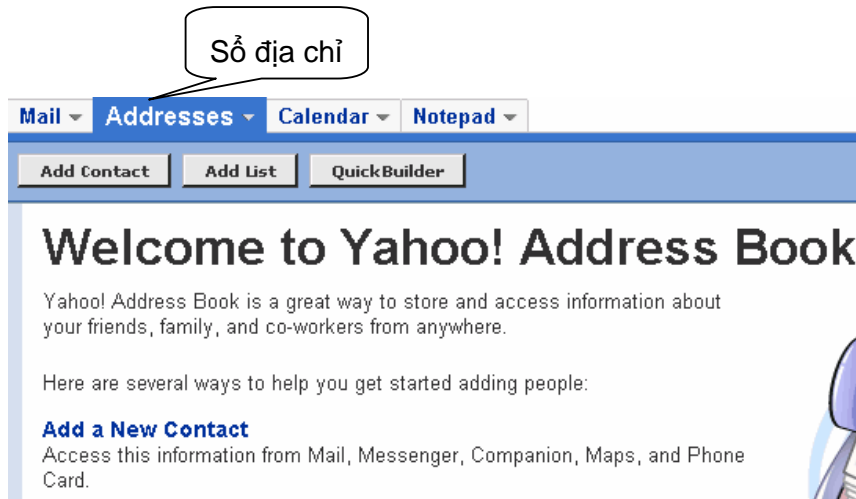 Sổ địa chỉ
Mail Addresses Calendar Notepad
Add Contact Add List QuickBuilder
Welcome to Yahoo! Address Book
Yahoo! Address Book is a great way to store and access information about
your friends, family, and co-workers from anywhere.
Here are several ways to help you get started adding people:
Add a New Contact
Access this information from Mail, Messenger, Companion, Maps, and Phone
Card.